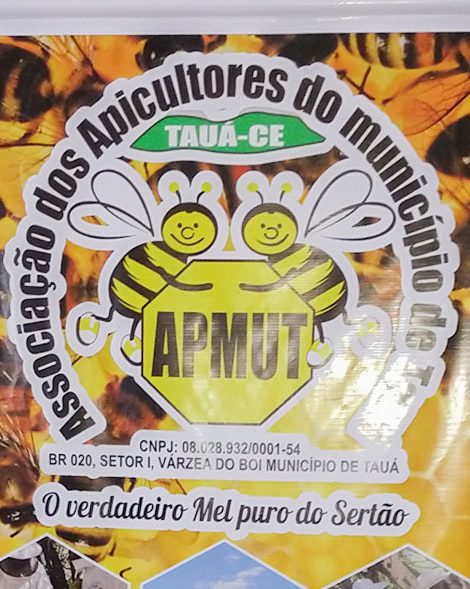 Associação dos Apicultores do município de
TAUÁ-CE
APMUT
CNPJ: 08.028.932/0001-54
BR 020, SETOR I, VÁRZEA DO BOI MUNICÍPIO DE TAUÁ
O verdadeiro Mel puro do Sertão